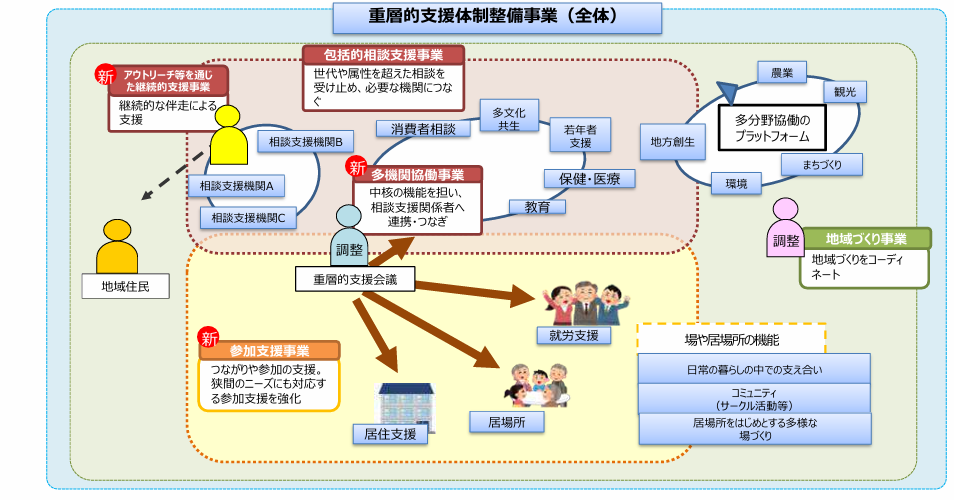 重層的支援体制整備事業（全体）
新
アウトリーチ等を通じ
た継続的支援事業
継続的な伴走による
支援
包括的相談支援事業
世代や属性を超えた相談を
受け止め、必要な機関につな
ぐ
相談支援機関B
相談支援機関A
相談支援機関C
消費者相談
多文化
共生
若年者
支援
保健・医療
教育
新
多機関協働事業
中核の機能を担い、
相談支援関係者へ
連携・つなぎ
調整
重層的支援会議
農業
観光
多分野協働の
プラットフォーム
地方創生
まちづくり
環境
調整
地域づくり事業
地域づくりをコーディ
ネート
地域住民
就労支援
新
参加支援事業
つながりや参加の支援。
狭間のニーズにも対応す
る参加支援を強化
居住支援
居場所
場や居場所の機能
日常の暮らしの中での支え合い
コミュニティ
（サークル活動等）
居場所をはじめとする多様な
場づくり